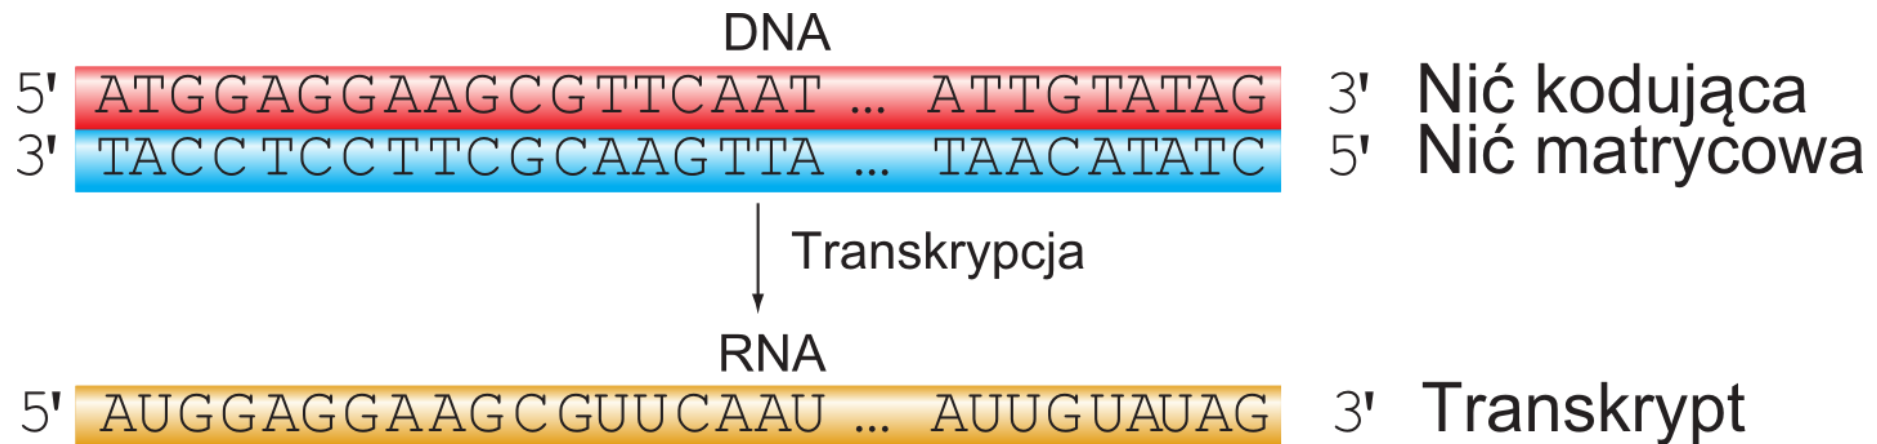 DNA
5' ATGGAGGAAGCGTTCAAT ... ATTGTATAG 3' Nić kodująca
3' TACCTCCTTCGCAAGTTA ... TAACATATC 5' Nić matrycowa
Transkrypcja
RNA
5' AUGGAGGAAGCGUUCAAU ... AUUGUAUAG 3' Transkrypt